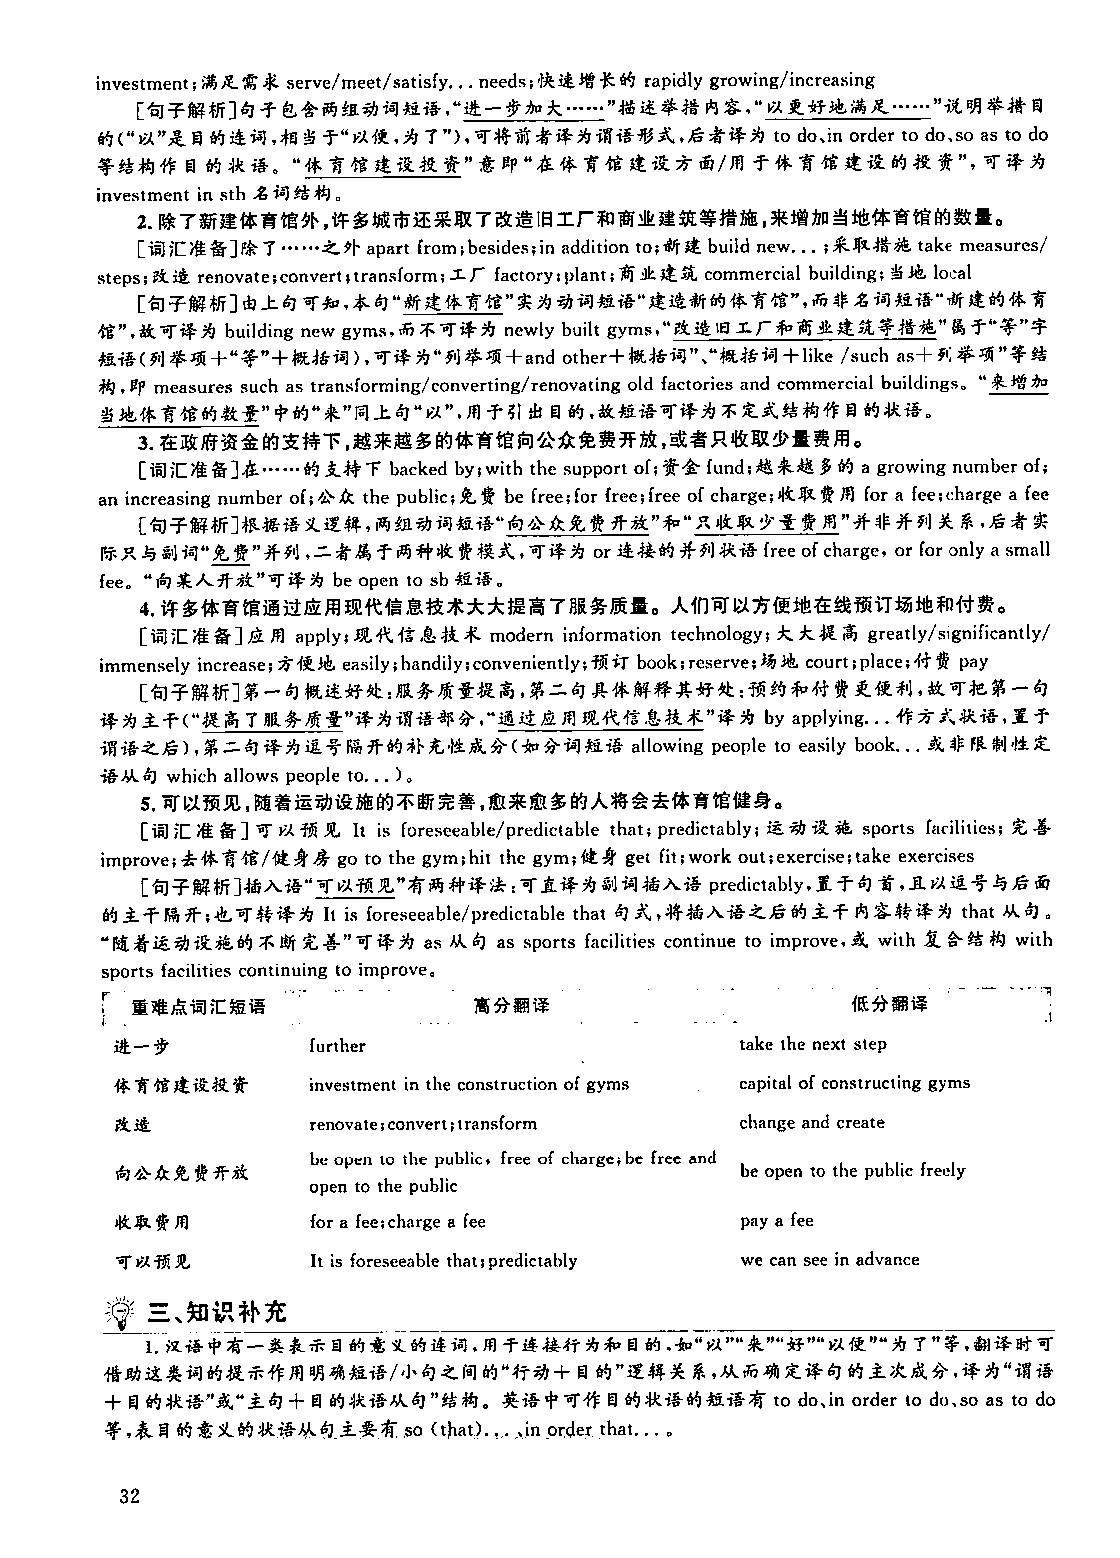 investment;满足需求 serve/meet/satisfy...needs;快速增长的 rapidly growing/increasing
[句子解析]句子包含两组动词短语,“进一步加大……”描述举措内容,“以更好地满足……”说明举措目
的(“以”是目的连词,相当于“以便,为了”),可将前者译为谓语形式,后者译为 to do、in order to do、so as to do
等结构作目的状语。“体育馆建设投资”意即“在体育馆建设方面/用于体育馆建设的投资”,可译为
investment in sth 名词结构。
2.除了新建体育馆外,许多城市还采取了改造旧工厂和商业建筑等措施,来增加当地体育馆的数量。
[词汇准备]除了……之外 apart from;besides;in addition to;新建 build new...;采取措施 take measures/
steps;改造 renovate;convert;transform;工厂 factory;plant;商业建筑 commercial building;当地 local
[句子解析]由上句可知,本句“新建体育馆”实为动词短语“建造新的体育馆”,而非名词短语“新建的体育
馆”,故可译为 building new gyms,而不可译为 newly built gyms,“改造旧工厂和商业建筑等措施”属于“等”字
短语(列举项+“等”+概括词),可译为“列举项+and other+概括词”、“概括词+like /such as+列举项”等结
构,即 measures such as transforming/converting/renovating old factories and commercial buildings。“来增加
当地体育馆的数量”中的“来”同上句“以”,用于引出目的,故短语可译为不定式结构作目的状语。
3.在政府资金的支持下,越来越多的体育馆向公众免费开放,或者只收取少量费用。
[词汇准备]在……的支持下 backed by;with the support of;资金 fund;越来越多的 a growing number of;
an increasing number of;公众 the public;免费 be free;for free;free of charge;收取费用 for a fee;charge a fee
[句子解析]根据语义逻辑,两组动词短语“向公众免费开放”和“只收取少量费用”并非并列关系,后者实
际只与副词“免费”并列,二者属于两种收费模式,可译为 or 连接的并列状语 free of charge, or for only a small
fee。“向某人开放”可译为 be open to sb 短语。
4.许多体育馆通过应用现代信息技术大大提高了服务质量。人们可以方便地在线预订场地和付费。
[词汇准备]应用 apply;现代信息技术 modern information technology;大大提高 greatly/significantly/
immensely increase;方便地 easily;handily;conveniently;预订 book;reserve;场地 court;place;付费 pay
[句子解析]第一句概述好处:服务质量提高,第二句具体解释其好处:预约和付费更便利,故可把第一句
译为主干(“提高了服务质量”译为谓语部分,“通过应用现代信息技术”译为 by applying...作方式状语,置于
谓语之后),第二句译为逗号隔开的补充性成分(如分词短语 allowing people to easily book...或非限制性定
语从句 which allows people to...)。
5.可以预见,随着运动设施的不断完善,愈来愈多的人将会去体育馆健身。
[词汇准备]可以预见 It is foreseeable/predictable that;predictably;运动设施 sports facilities;完善
improve;去体育馆/健身房 go to the gym;hit the gym;健身 get fit;work out;exercise;take exercises
[句子解析]插入语“可以预见”有两种译法:可直译为副词插入语 predictably,置于句首,且以逗号与后面
的主干隔开;也可转译为 It is foreseeable/predictable that 句式,将插入语之后的主干内容转译为 that 从句。
“随着运动设施的不断完善”可译为 as 从句 as sports facilities continue to improve,或 with 复合结构 with
sports facilities continuing to improve。
重难点词汇短语 高分翻译 低分翻译
进一步 further take the next step
体育馆建设投资 investment in the construction of gyms capital of constructing gyms
改造 renovate;convert;transform change and create
向公众免费开放 be open to the public, free of charge;be free and open to the public be open to the public freely
收取费用 for a fee;charge a fee pay a fee
可以预见 It is foreseeable that;predictably we can see in advance
三、知识补充
1.汉语中有一类表示目的意义的连词,用于连接行为和目的,如“以”“来”“好”“以便”“为了”等,翻译时可
借助这类词的提示作用明确短语/小句之间的“行动+目的”逻辑关系,从而确定译句的主次成分,译为“谓语
+目的状语”或“主句+目的状语从句”结构。英语中可作目的状语的短语有 to do、in order to do、so as to do
等,表目的意义的状语从句主要有 so (that)...、in order that...。
32